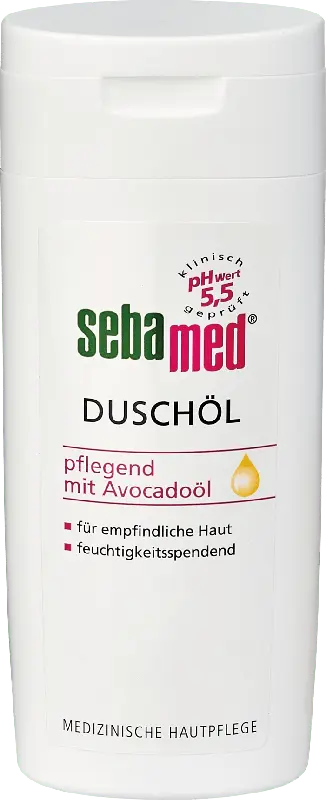 klinisch
pH Wert
5,5
geprüft
sebamed®
DUSCHÖL
pflegend
mit Avocadoöl
▪ für empfindliche Haut
▪ feuchtigkeitsspendend
MEDIZINISCHE HAUTPFLEGE